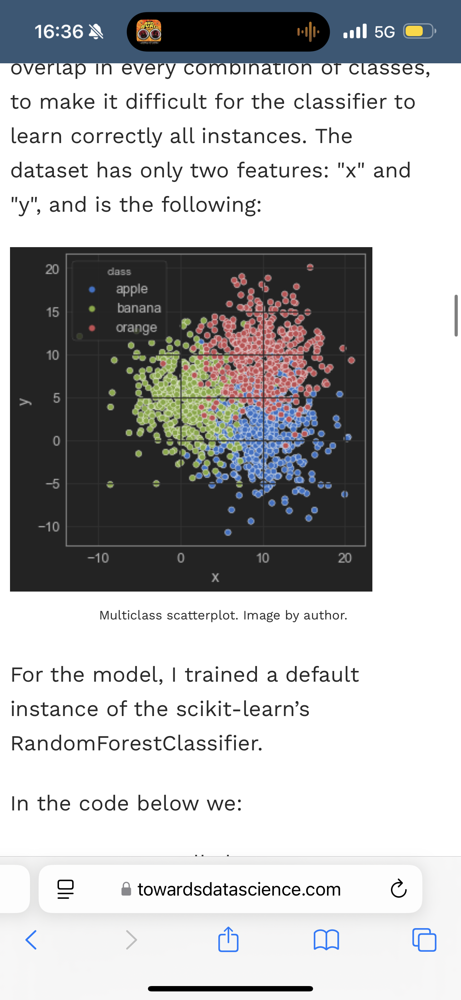 16:36
5G
overlap in every combination of classes,
to make it difficult for the classifier to
learn correctly all instances. The
dataset has only two features: "x" and
"y", and is the following:
class
apple
banana
orange
20
15
10
5
0
−5
−10
y
−10 0 10 20
x
Multiclass scatterplot. Image by author.
For the model, I trained a default
instance of the scikit-learn’s
RandomForestClassifier.
In the code below we:
towardsdatascience.com